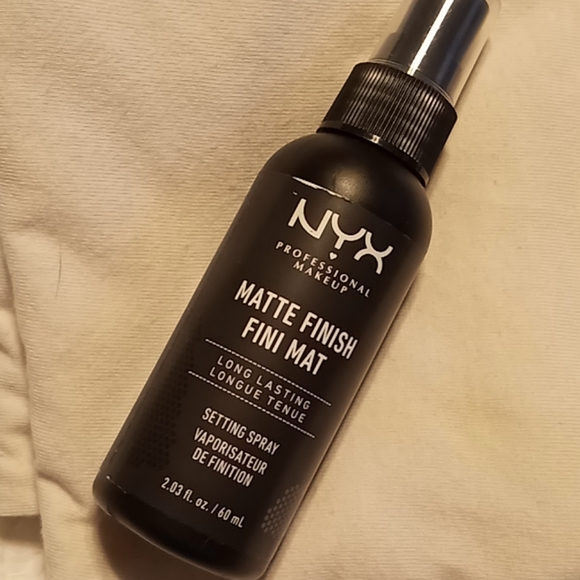 NYX
PROFESSIONAL
MAKEUP
MATTE FINISH
FINI MAT
LONG LASTING
LONGUE TENUE
SETTING SPRAY
VAPORISATEUR
DE FINITION
2.03 fl. oz. / 60 mL